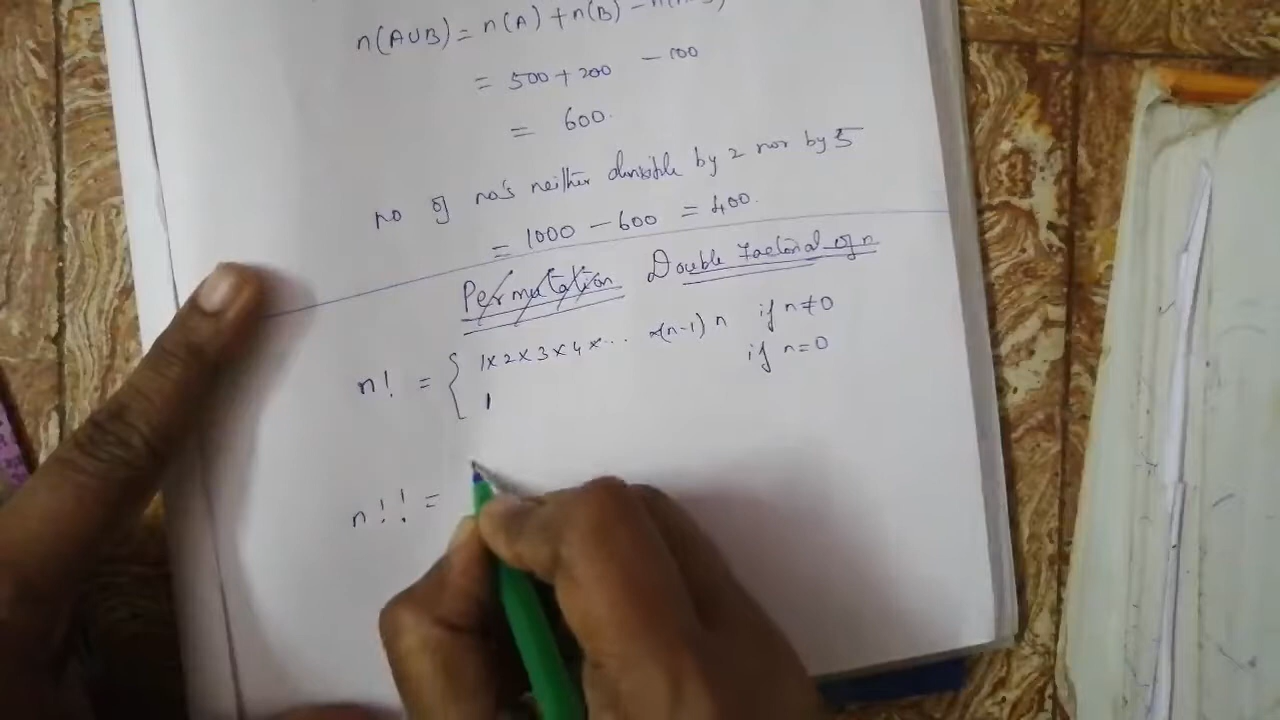 n(A∪B) = n(A) + n(B) - n(A∩B)
= 500 + 200 - 100
= 600.
no of no's neither divisible by 2 nor by 5
= 1000 - 600 = 400.
Permutation Double Factorial of n
n! = { 1×2×3×4×... ×(n-1) n if n≠0
1 if n=0
n!! =